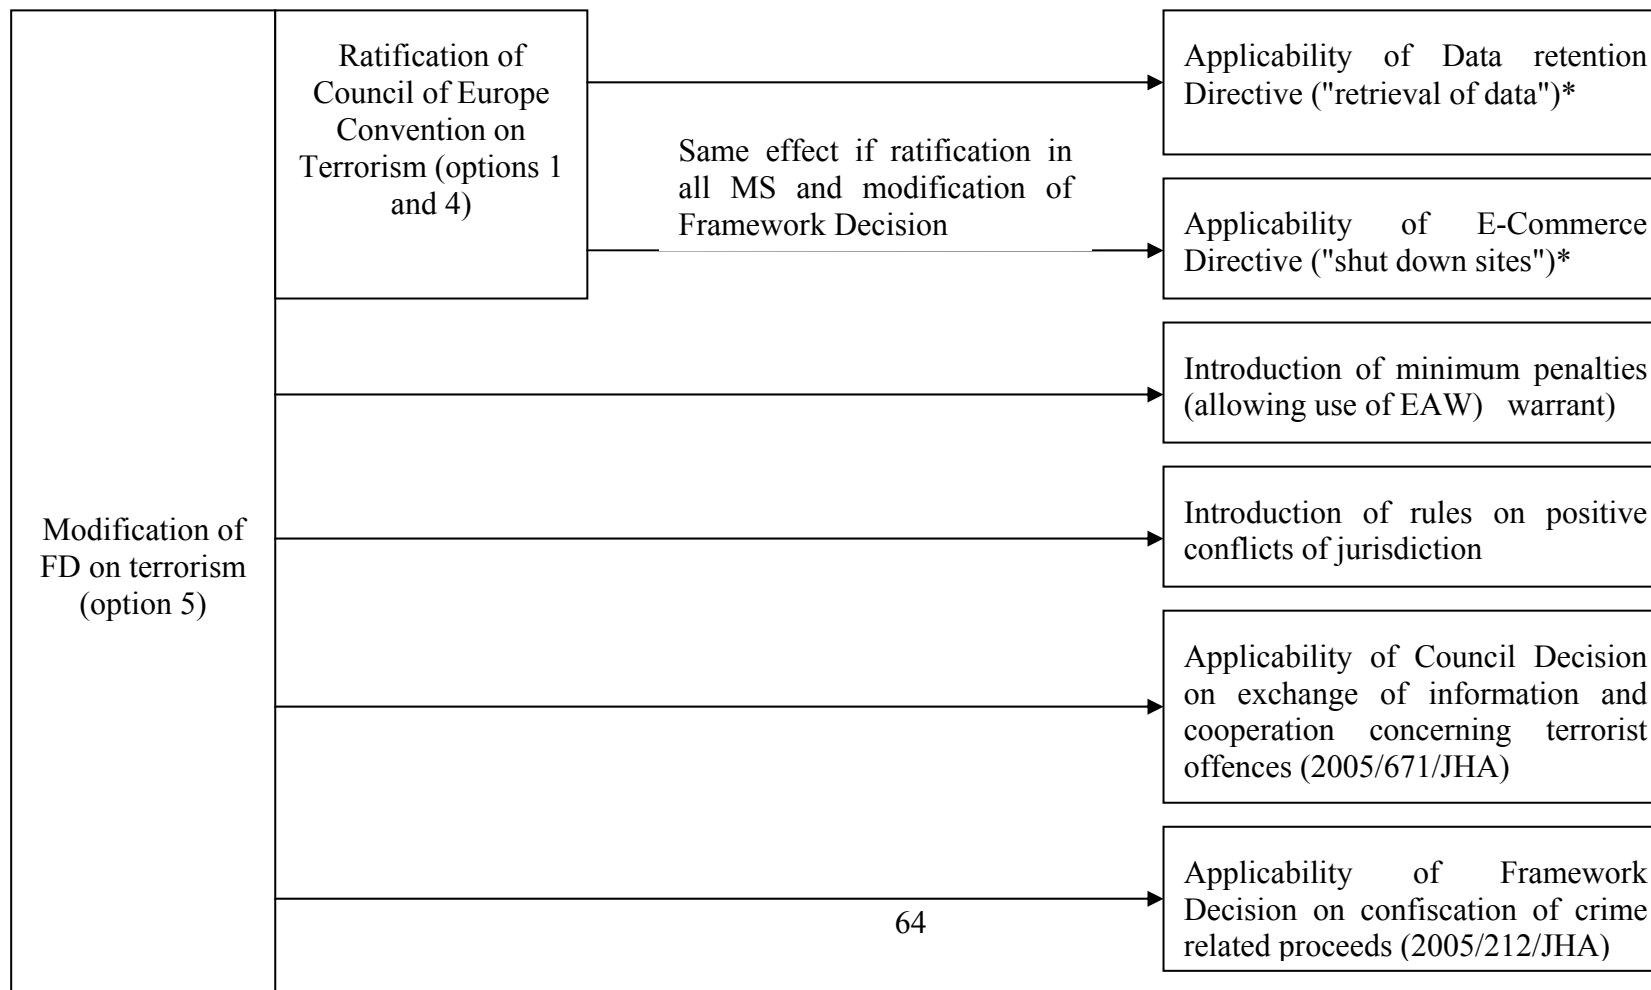 Ratification of
Council of Europe
Convention on
Terrorism (options 1
and 4)
Applicability of Data retention
Directive ("retrieval of data")*
Same effect if ratification in
all MS and modification of
Framework Decision
Applicability of E-Commerce
Directive ("shut down sites")*
Introduction of minimum penalties
(allowing use of EAW) warrant)
Modification of
FD on terrorism
(option 5)
Introduction of rules on positive
conflicts of jurisdiction
Applicability of Council Decision
on exchange of information and
cooperation concerning terrorist
offences (2005/671/JHA)
Applicability of Framework
Decision on confiscation of crime
related proceeds (2005/212/JHA)
64